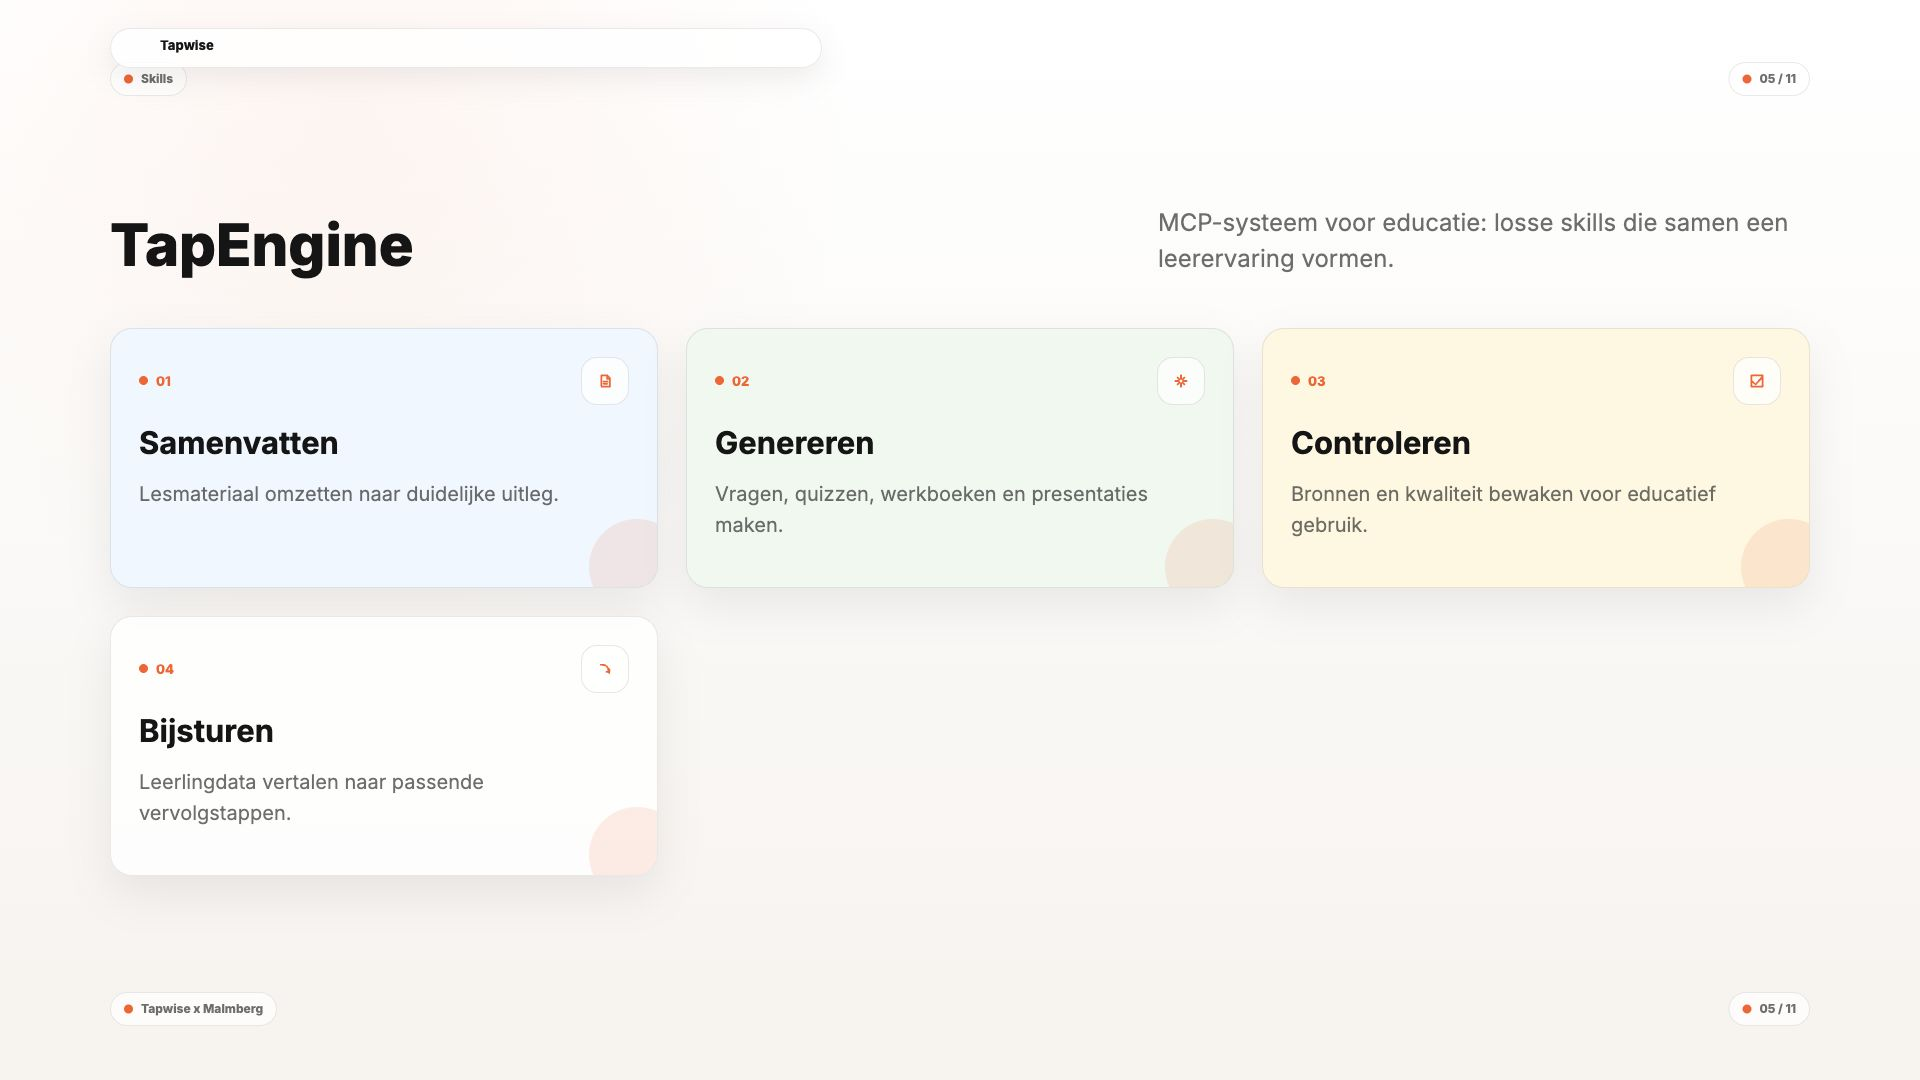 Tapwise
Skills
05 / 11
TapEngine
MCP-systeem voor educatie: losse skills die samen een
leerervaring vormen.
01
Samenvatten
Lesmateriaal omzetten naar duidelijke uitleg.
02
Genereren
Vragen, quizzen, werkboeken en presentaties
maken.
03
Controleren
Bronnen en kwaliteit bewaken voor educatief
gebruik.
04
Bijsturen
Leerlingdata vertalen naar passende
vervolgstappen.
Tapwise x Malmberg
05 / 11